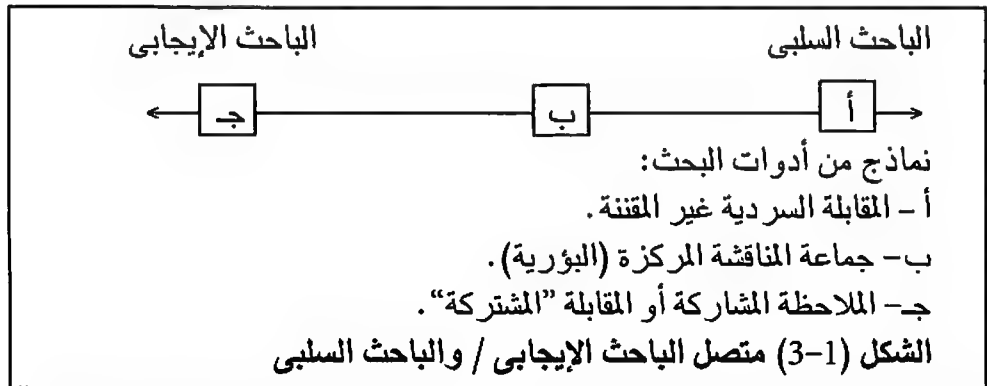 الباحث السلبى الباحث الإيجابى
أ ب جـ
نماذج من أدوات البحث:
أ – المقابلة السردية غير المقننة.
ب – جماعة المناقشة المركزة (البؤرية).
جـ – الملاحظة المشاركة أو المقابلة "المشتركة".
الشكل (1-3) متصل الباحث الإيجابى / والباحث السلبى